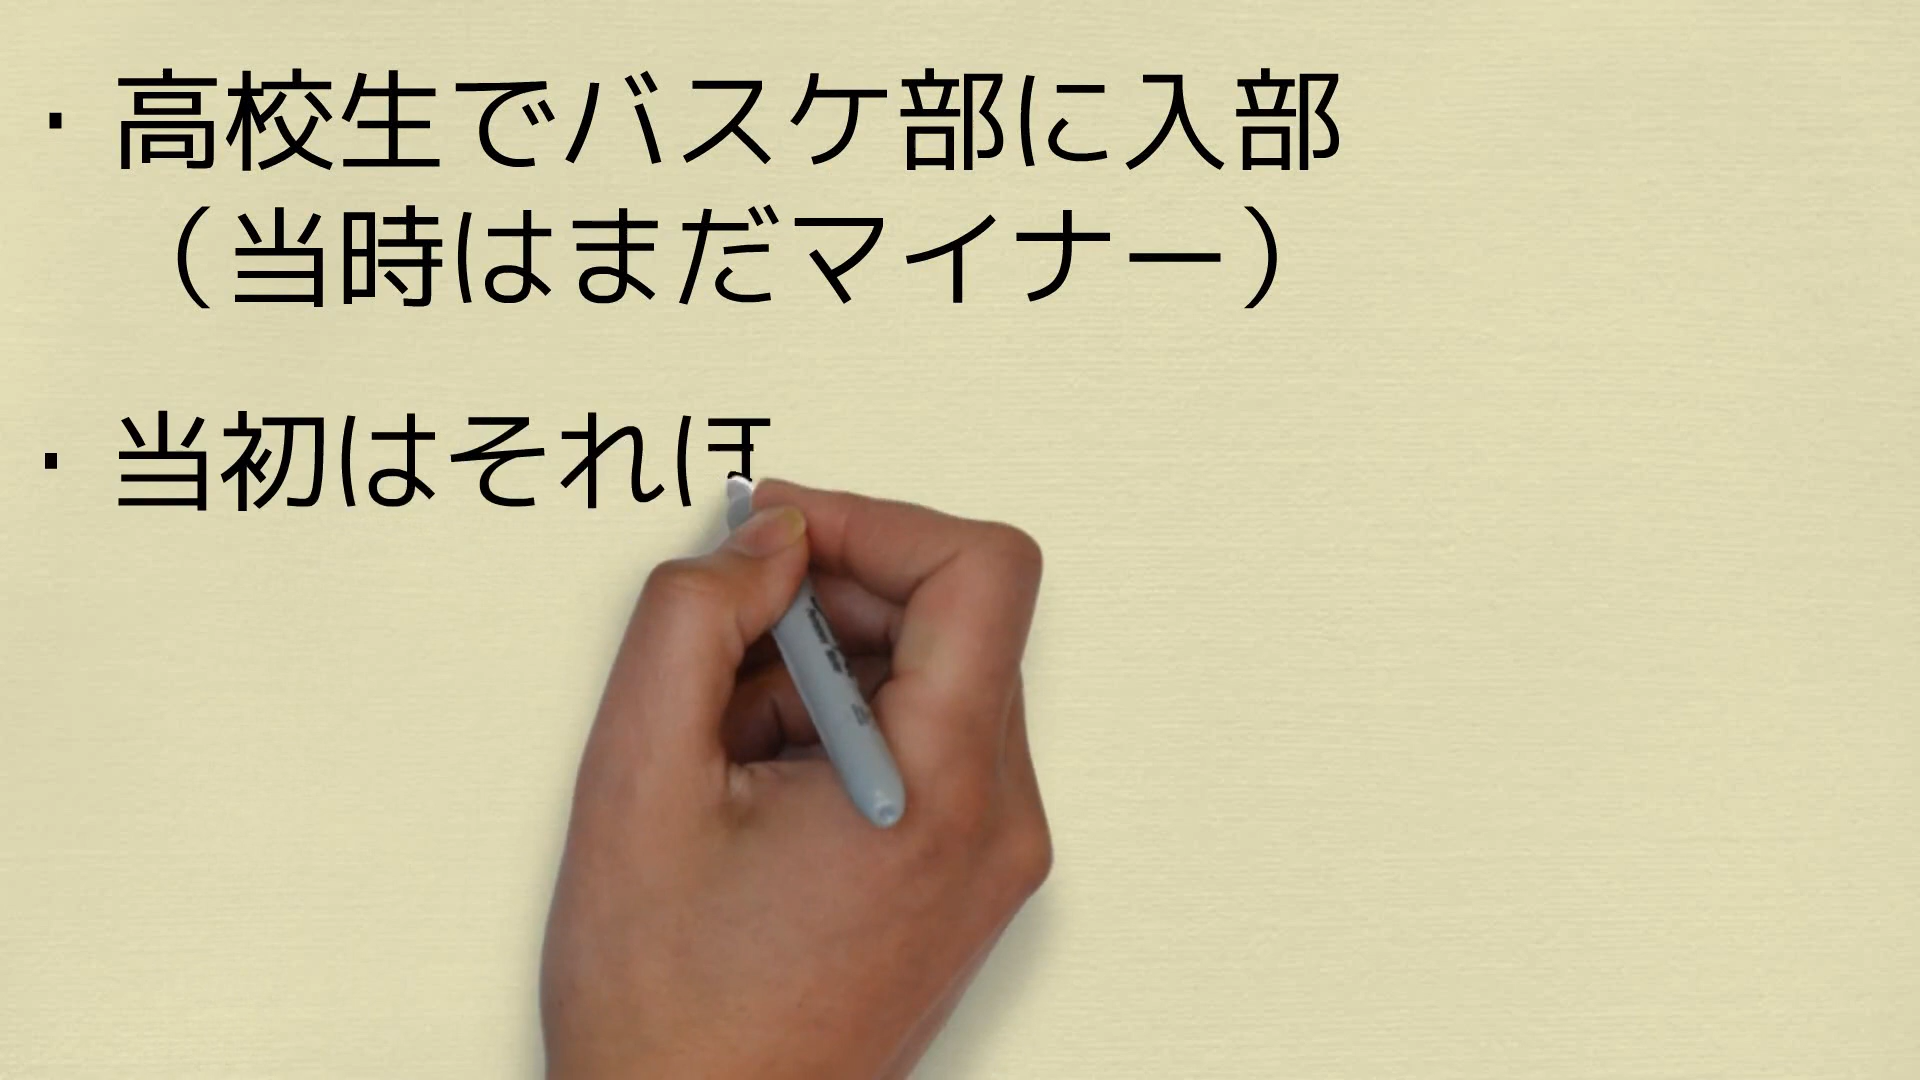 ・高校生でバスケ部に入部
（当時はまだマイナー）
・当初はそれほ